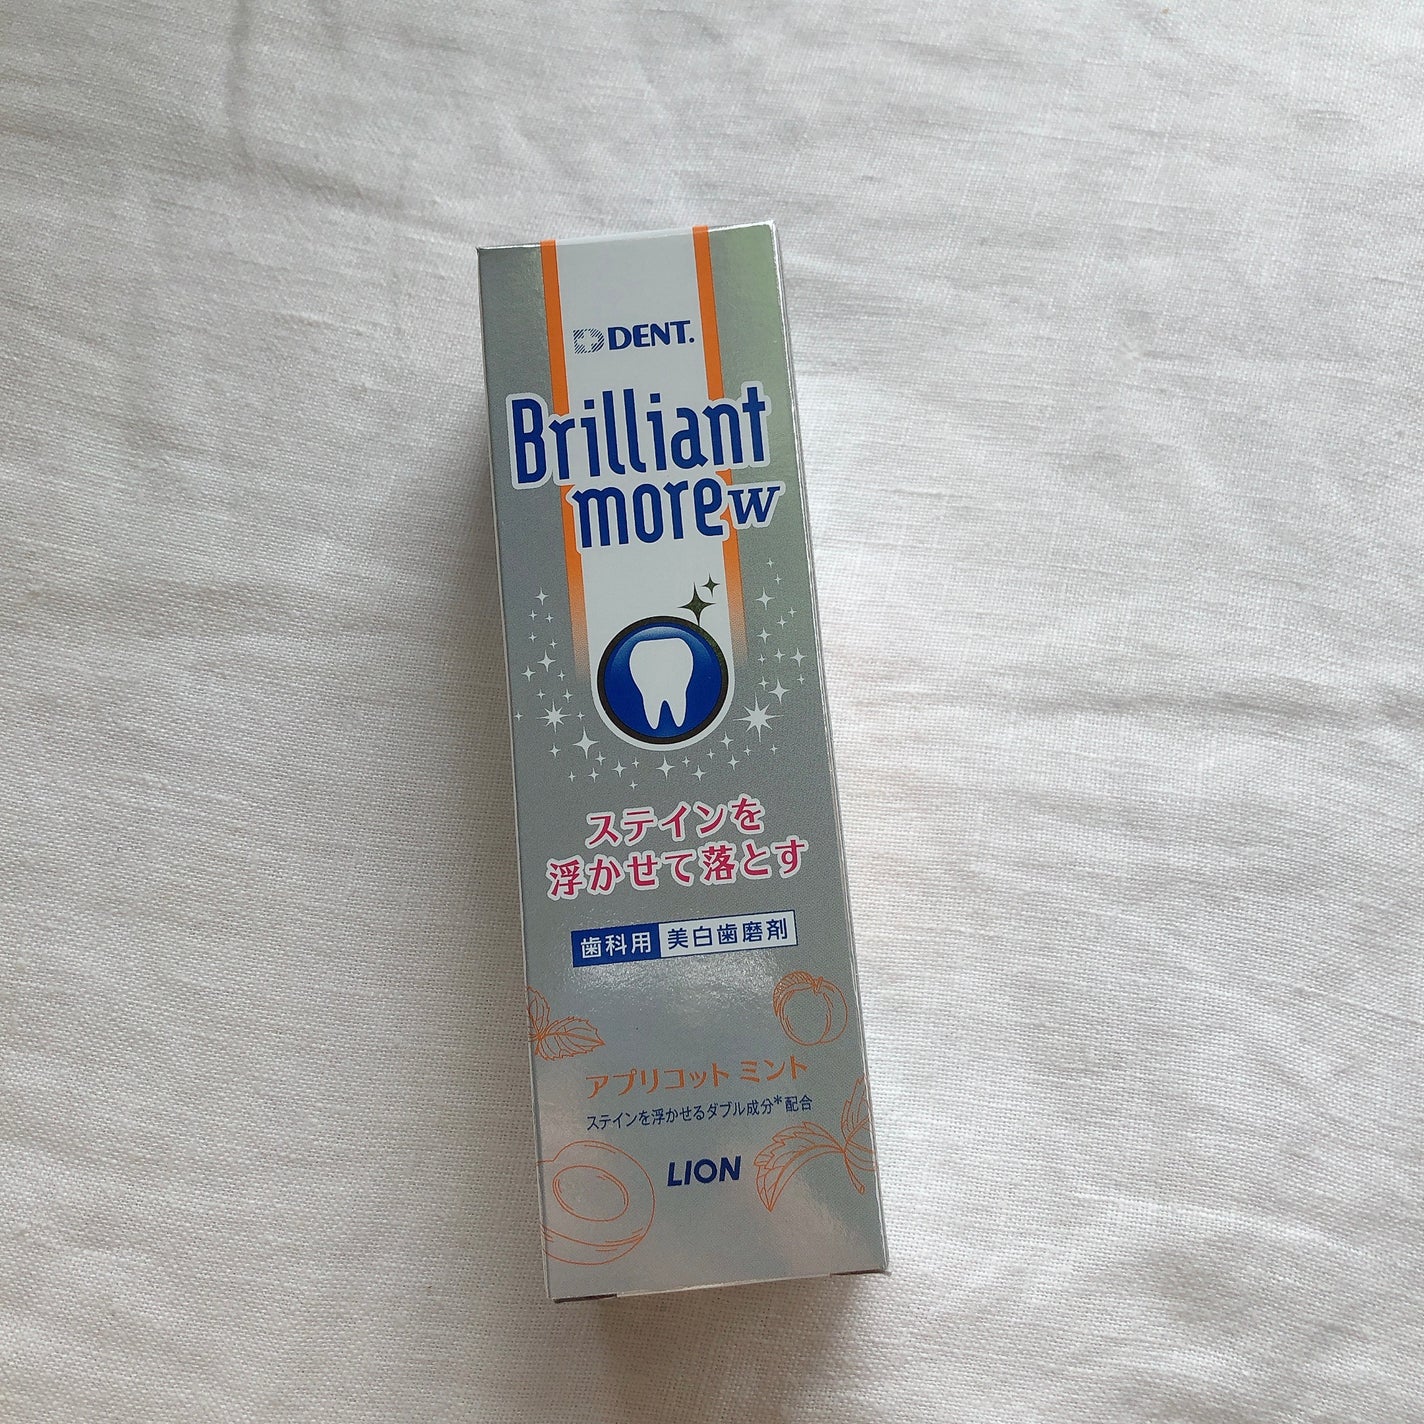 DENT.
Brilliant
more W
ステインを
浮かせて落とす
歯科用 美白歯磨剤
アプリコット ミント
ステインを浮かせるダブル成分*配合
LION